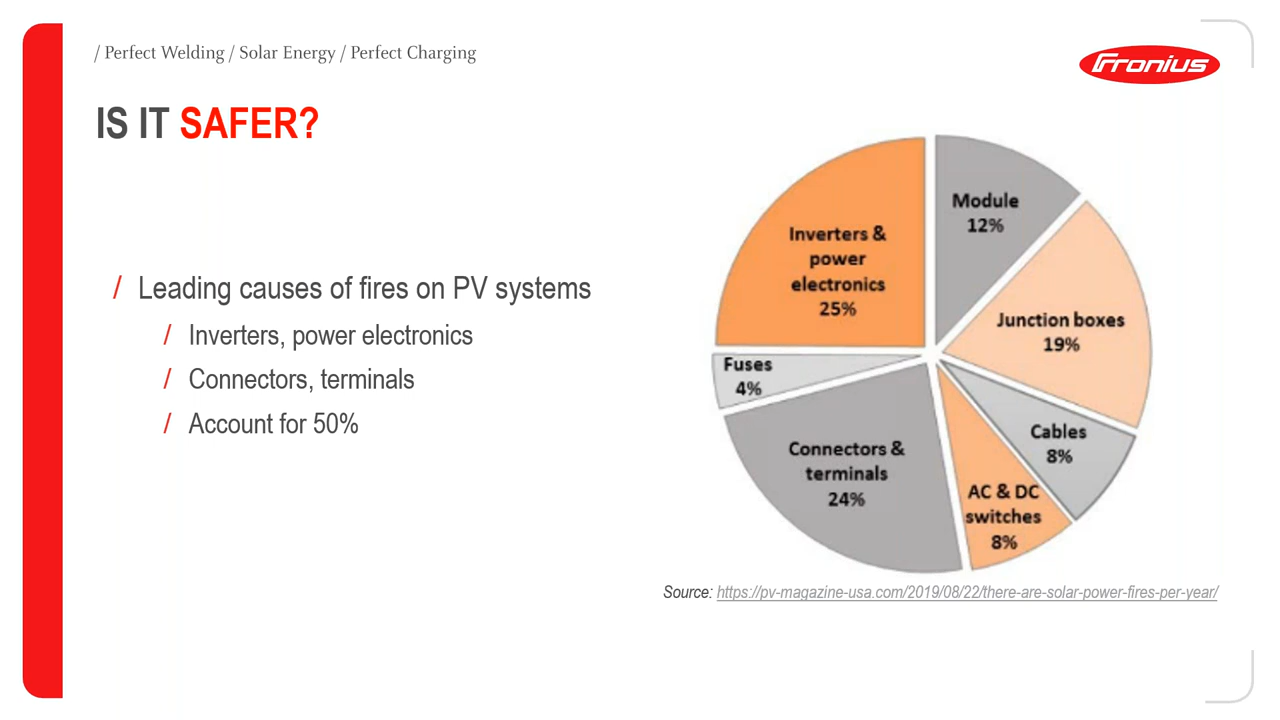 / Perfect Welding / Solar Energy / Perfect Charging
Fronius
IS IT SAFER?
/ Leading causes of fires on PV systems
/ Inverters, power electronics
/ Connectors, terminals
/ Account for 50%
Module
12%
Inverters &
power
electronics
25%
Junction boxes
19%
Fuses
4%
Cables
8%
Connectors &
terminals
24%
AC & DC
switches
8%
Source: https://pv-magazine-usa.com/2019/08/22/there-are-solar-power-fires-per-year/